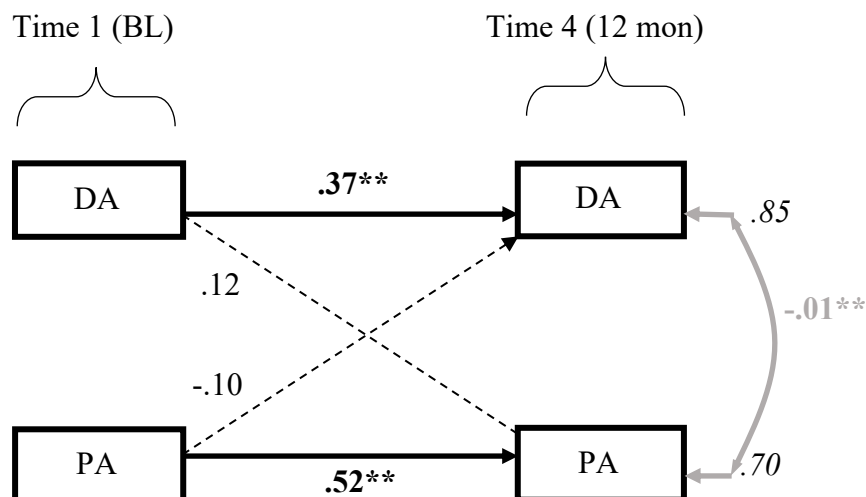 Time 1 (BL) Time 4 (12 mon)
DA .37** DA .85
.12
-.01**
-.10
PA .52** PA .70